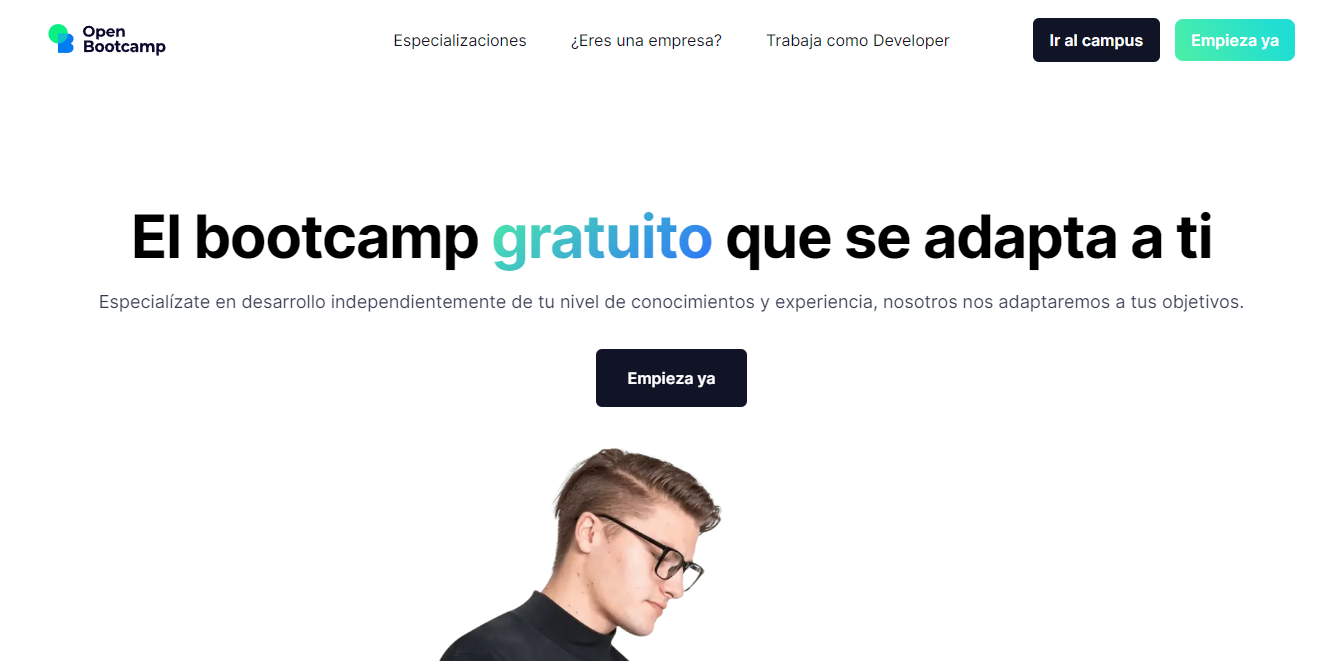 Open
Bootcamp
Especializaciones
¿Eres una empresa?
Trabaja como Developer
Ir al campus
Empieza ya
El bootcamp gratuito que se adapta a ti
Especialízate en desarrollo independientemente de tu nivel de conocimientos y experiencia, nosotros nos adaptaremos a tus objetivos.
Empieza ya